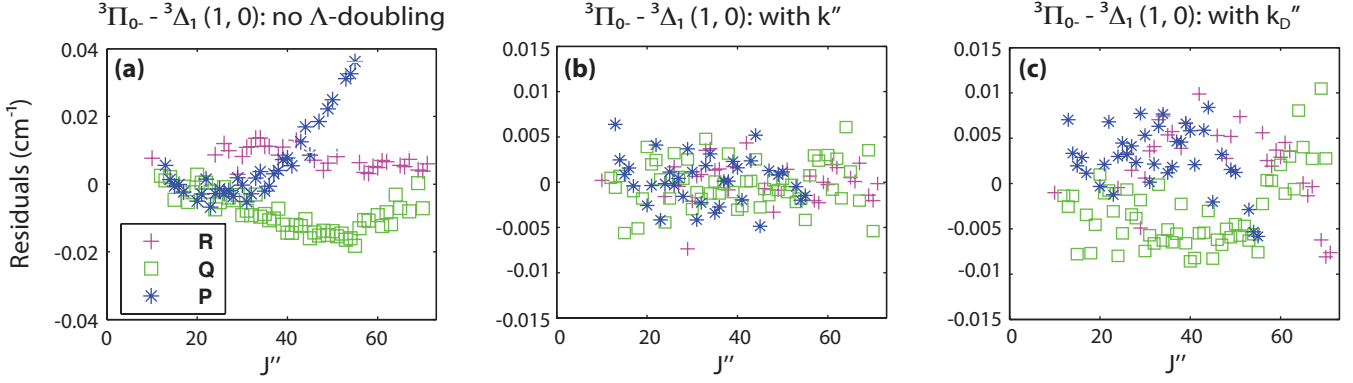 ³Π₀₋ - ³Δ₁ (1, 0): no Λ-doubling
³Π₀₋ - ³Δ₁ (1, 0): with k″
³Π₀₋ - ³Δ₁ (1, 0): with k_D″
Residuals (cm⁻¹)
(a)
0.04
0.02
0
-0.02
-0.04
R
Q
P
0
20
40
60
J″
(b)
0.015
0.01
0.005
0
-0.005
-0.01
-0.015
0
20
40
60
J″
(c)
0.015
0.01
0.005
0
-0.005
-0.01
-0.015
0
20
40
60
J″